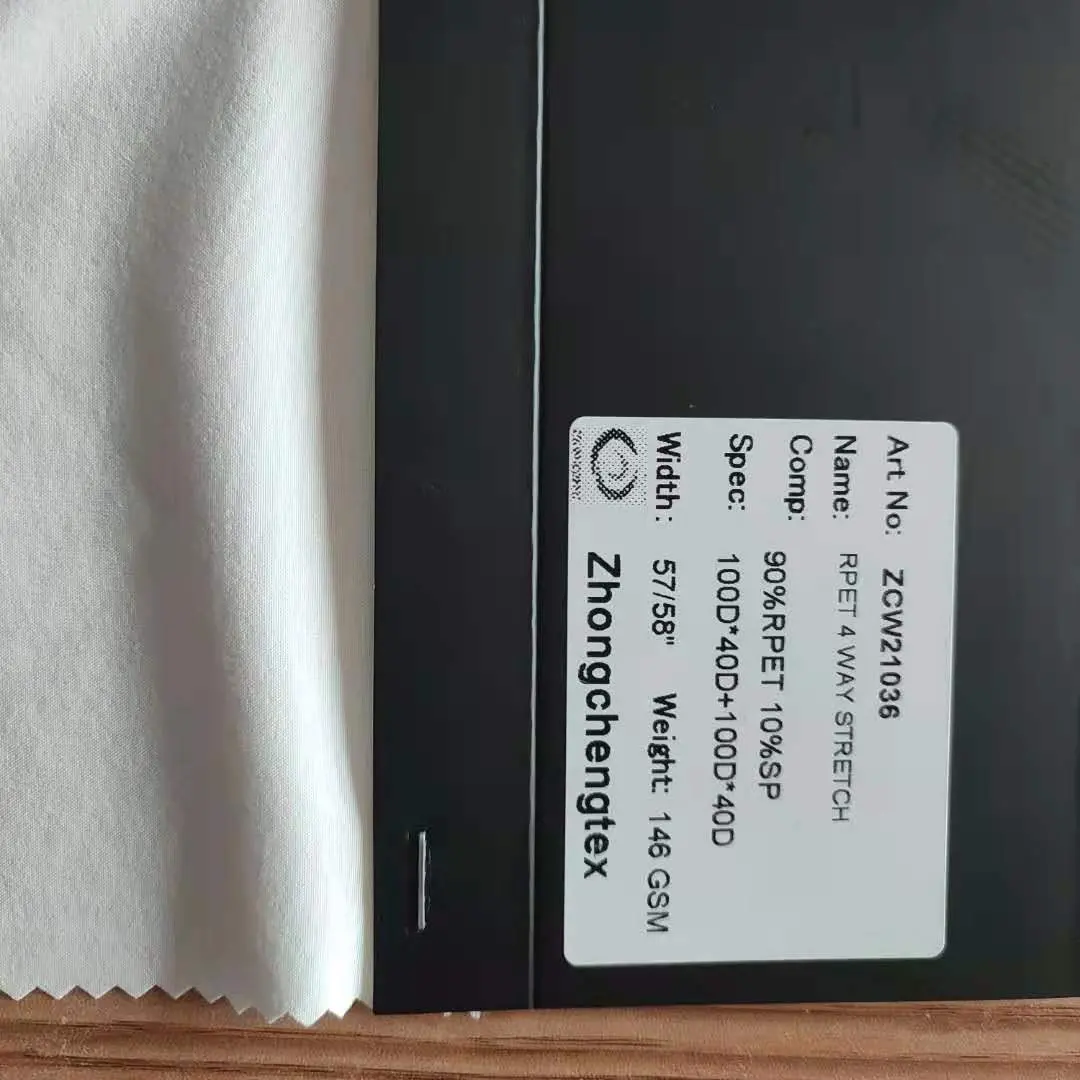 Art No: ZCW21036
Name: RPET 4 WAY STRETCH
Comp: 90%RPET 10%SP
Spec: 100D*40D+100D*40D
Width: 57/58" Weight: 146 GSM
Zhongchengtex